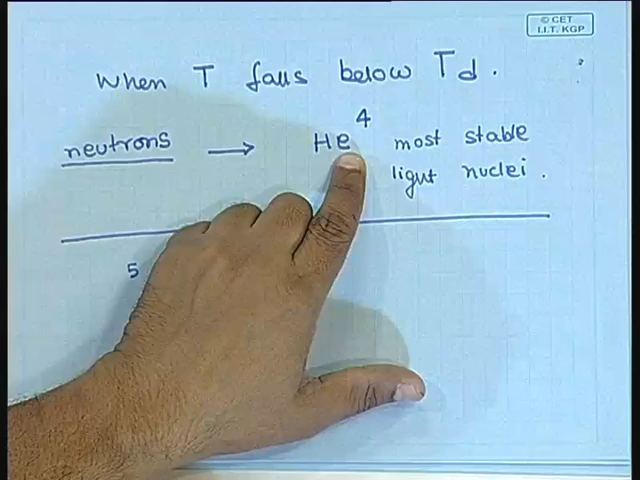 © CET
I.I.T. KGP
When T falls below Td.
neutrons → He⁴ most stable
light nuclei.
5